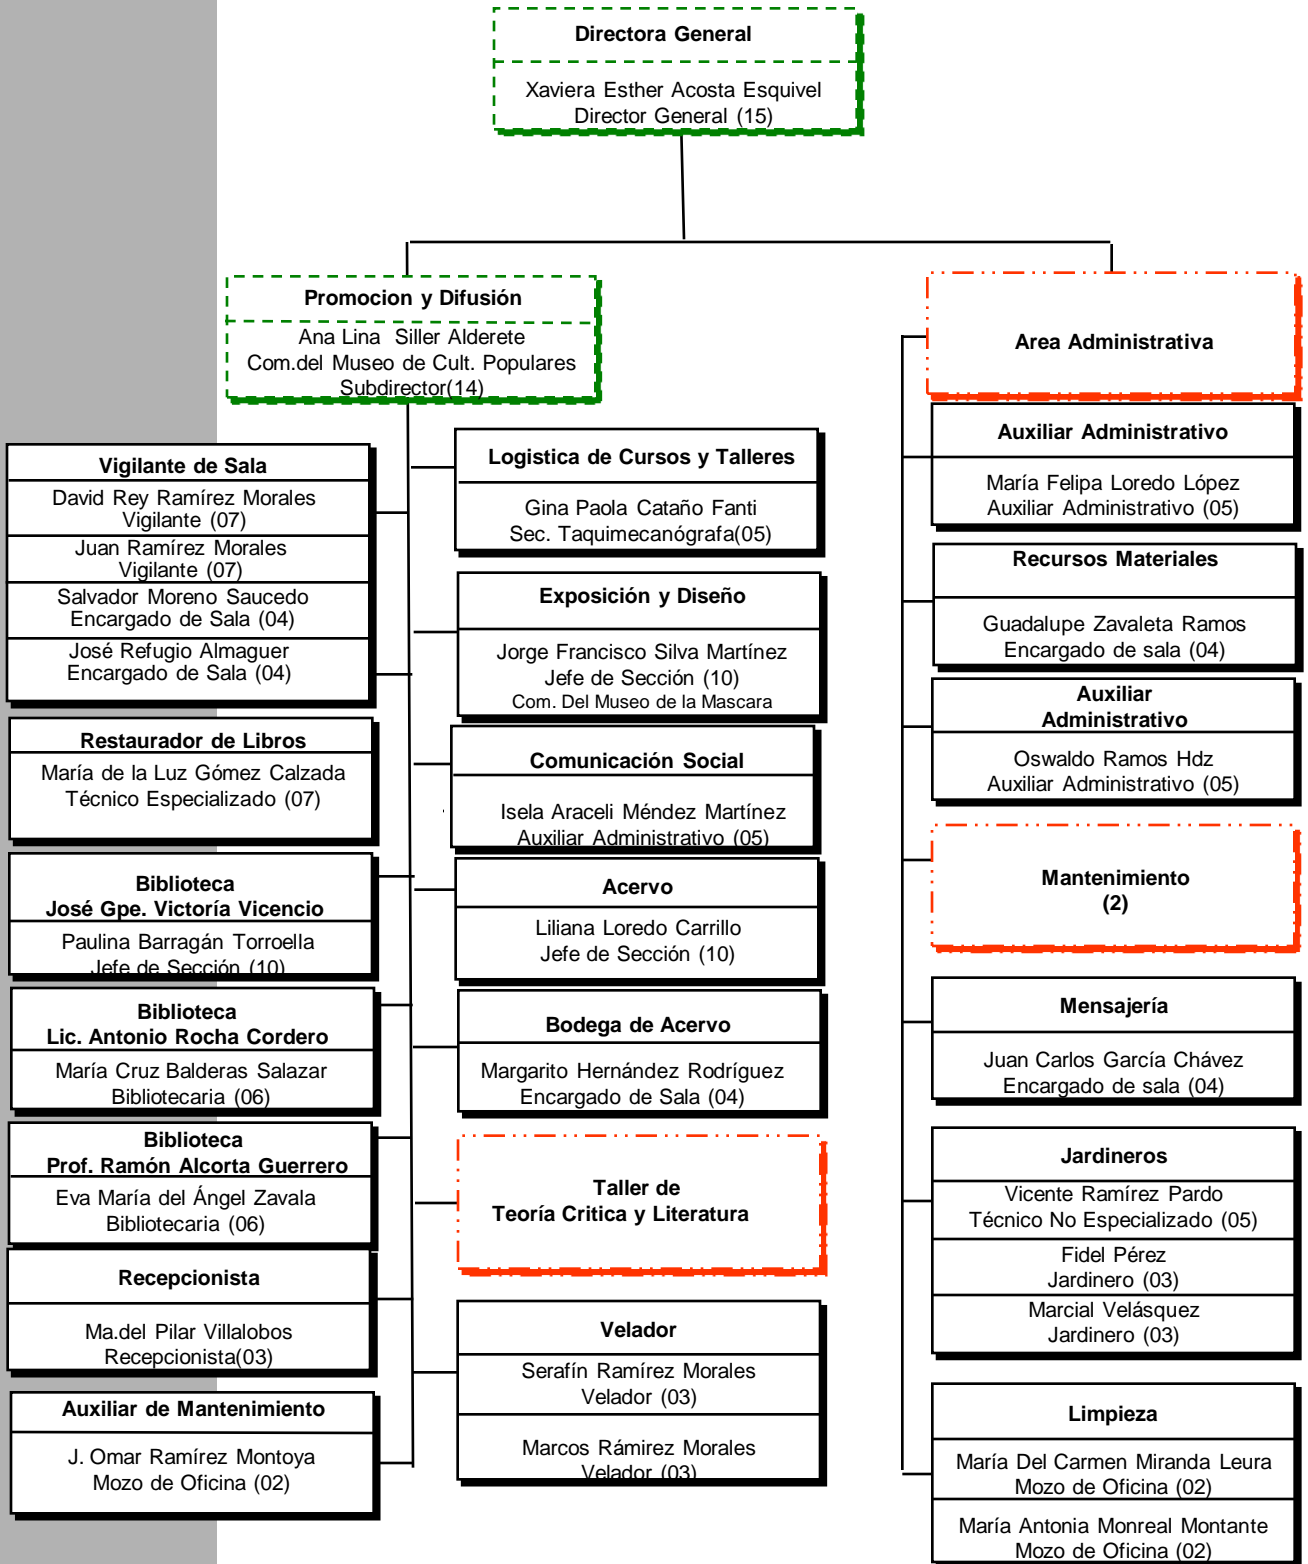 Directora General
Xaviera Esther Acosta Esquivel
Director General (15)
Promocion y Difusión
Ana Lina Siller Alderete
Com.del Museo de Cult. Populares
Subdirector(14)
Area Administrativa
Vigilante de Sala
David Rey Ramírez Morales
Vigilante (07)
Juan Ramírez Morales
Vigilante (07)
Salvador Moreno Saucedo
Encargado de Sala (04)
José Refugio Almaguer
Encargado de Sala (04)
Restaurador de Libros
María de la Luz Gómez Calzada
Técnico Especializado (07)
Biblioteca
José Gpe. Victoría Vicencio
Paulina Barragán Torroella
Jefe de Sección (10)
Biblioteca
Lic. Antonio Rocha Cordero
María Cruz Balderas Salazar
Bibliotecaria (06)
Biblioteca
Prof. Ramón Alcorta Guerrero
Eva María del Ángel Zavala
Bibliotecaria (06)
Recepcionista
Ma.del Pilar Villalobos
Recepcionista(03)
Auxiliar de Mantenimiento
J. Omar Ramírez Montoya
Mozo de Oficina (02)
Logistica de Cursos y Talleres
Gina Paola Cataño Fanti
Sec. Taquimecanógrafa(05)
Exposición y Diseño
Jorge Francisco Silva Martínez
Jefe de Sección (10)
Com. Del Museo de la Mascara
Comunicación Social
Isela Araceli Méndez Martínez
Auxiliar Administrativo (05)
Acervo
Liliana Loredo Carrillo
Jefe de Sección (10)
Bodega de Acervo
Margarito Hernández Rodríguez
Encargado de Sala (04)
Taller de
Teoría Critica y Literatura
Velador
Serafín Ramírez Morales
Velador (03)
Marcos Rámirez Morales
Velador (03)
Auxiliar Administrativo
María Felipa Loredo López
Auxiliar Administrativo (05)
Recursos Materiales
Guadalupe Zavaleta Ramos
Encargado de sala (04)
Auxiliar
Administrativo
Oswaldo Ramos Hdz
Auxiliar Administrativo (05)
Mantenimiento
(2)
Mensajería
Juan Carlos García Chávez
Encargado de sala (04)
Jardineros
Vicente Ramírez Pardo
Técnico No Especializado (05)
Fidel Pérez
Jardinero (03)
Marcial Velásquez
Jardinero (03)
Limpieza
María Del Carmen Miranda Leura
Mozo de Oficina (02)
María Antonia Monreal Montante
Mozo de Oficina (02)